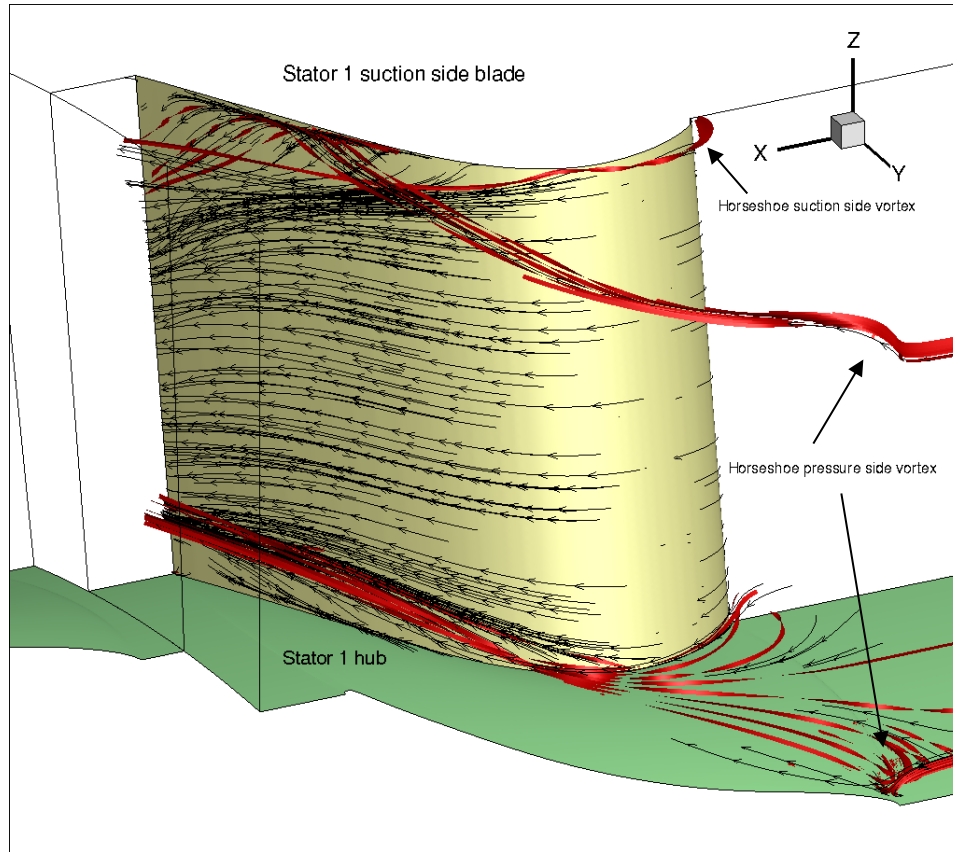 Stator 1 suction side blade
Z
X
Y
Horseshoe suction side vortex
Horseshoe pressure side vortex
Stator 1 hub